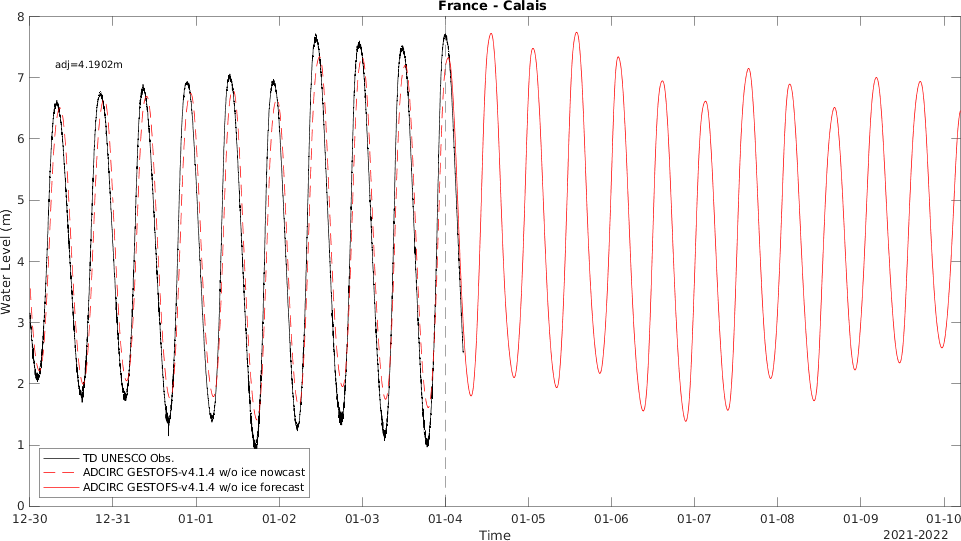 France - Calais
adj=4.1902m
8
7
6
5
4
3
2
1
0
Water Level (m)
TD UNESCO Obs.
ADCIRC GESTOFS-v4.1.4 w/o ice nowcast
ADCIRC GESTOFS-v4.1.4 w/o ice forecast
12-30 12-31 01-01 01-02 01-03 01-04 01-05 01-06 01-07 01-08 01-09 01-10
Time
2021-2022